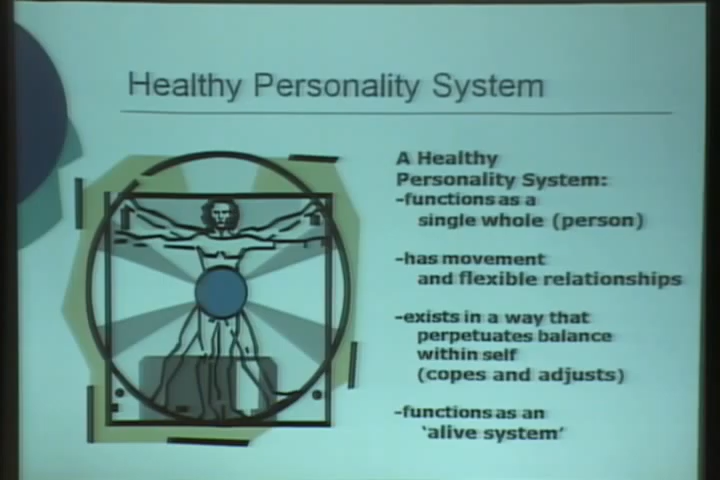 Healthy Personality System
A Healthy
Personality System:
-functions as a
single whole (person)
-has movement
and flexible relationships
-exists in a way that
perpetuates balance
within self
(copes and adjusts)
-functions as an
‘alive system’